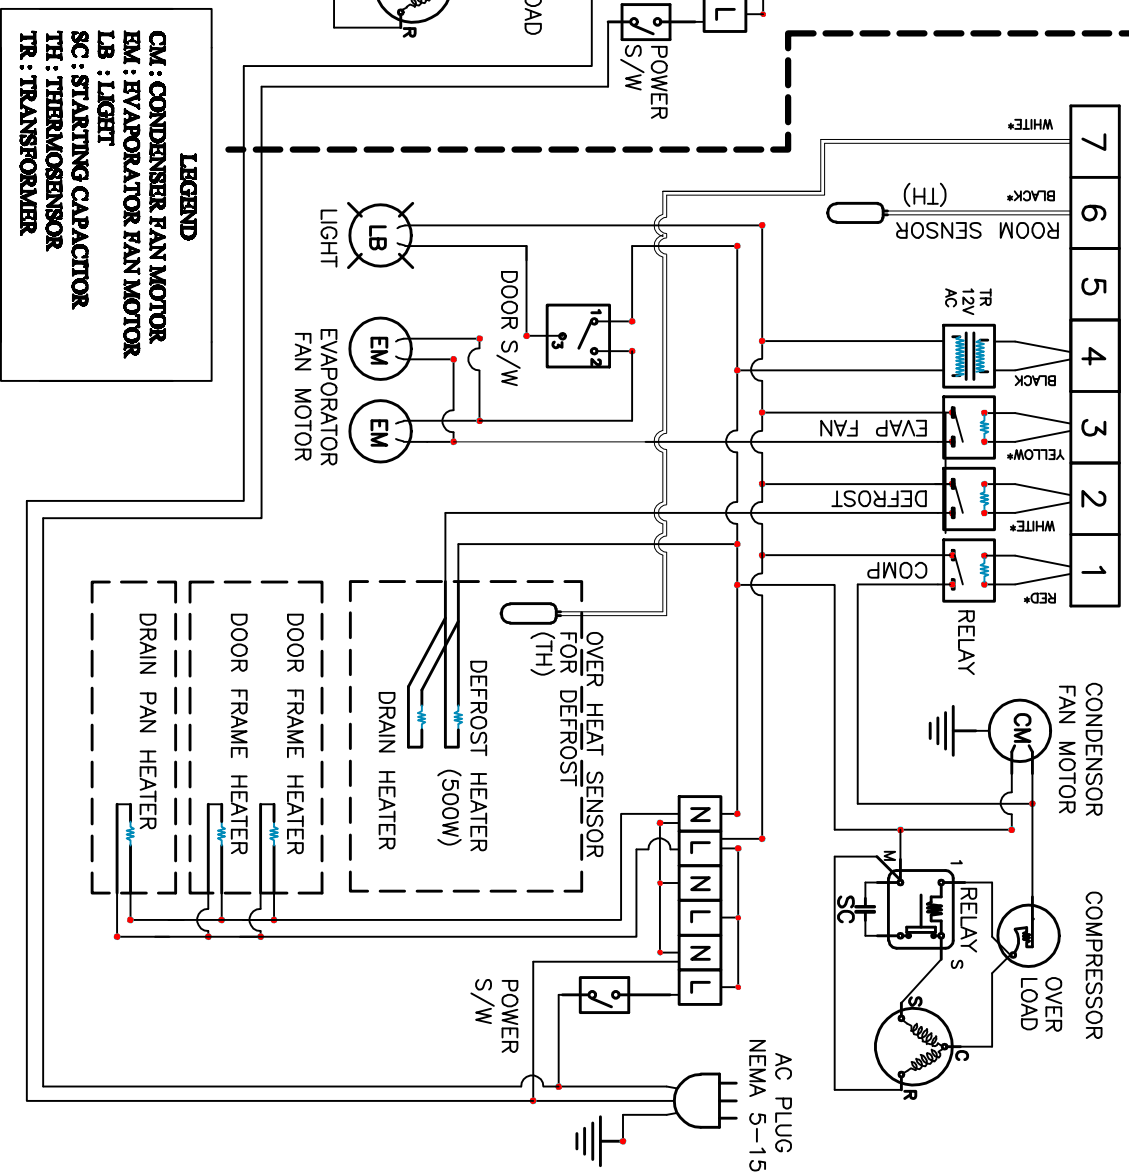 LEGEND
CM : CONDENSER FAN MOTOR
EM : EVAPORATOR FAN MOTOR
LB : LIGHT
SC : STARTING CAPACITOR
TH : THERMOSENSOR
TR : TRANSFORMER
R
OAD
POWER
S/W
L
7
6
5
4
3
2
1
WHITE*
BLACK*
BLACK
YELLOW*
WHITE*
RED*
ROOM SENSOR
(TH)
TR
12V
AC
EVAP FAN
DEFROST
COMP
RELAY
LB
LIGHT
DOOR S/W
1
2
3
EM
EM
EVAPORATOR
FAN MOTOR
CONDENSOR
FAN MOTOR
CM
COMPRESSOR
OVER
LOAD
RELAY
1
M
S
SC
S
C
R
OVER HEAT SENSOR
FOR DEFROST
(TH)
DEFROST HEATER
(500W)
DRAIN HEATER
DOOR FRAME HEATER
DOOR FRAME HEATER
DRAIN PAN HEATER
N
L
N
L
N
L
POWER
S/W
AC PLUG
NEMA 5-15